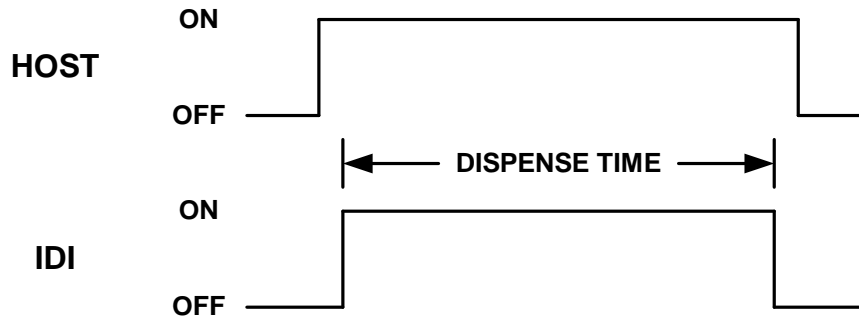 ON
HOST
OFF
DISPENSE TIME
ON
IDI
OFF